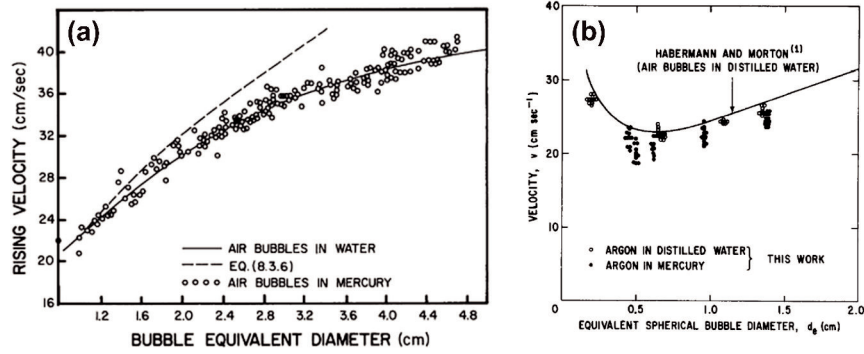 (a)
RISING VELOCITY (cm/sec)
40
36
32
28
24
20
16
AIR BUBBLES IN WATER
EQ.(8.3.6)
AIR BUBBLES IN MERCURY
1.2 1.6 2.0 2.4 2.8 3.2 3.6 4.0 4.4 4.8
BUBBLE EQUIVALENT DIAMETER (cm)
(b)
VELOCITY, v (cm sec⁻¹)
40
30
20
10
0
HABERMANN AND MORTON(1)
(AIR BUBBLES IN DISTILLED WATER)
ARGON IN DISTILLED WATER
ARGON IN MERCURY
THIS WORK
0 0.5 1.0 1.5 2.0
EQUIVALENT SPHERICAL BUBBLE DIAMETER, de (cm)